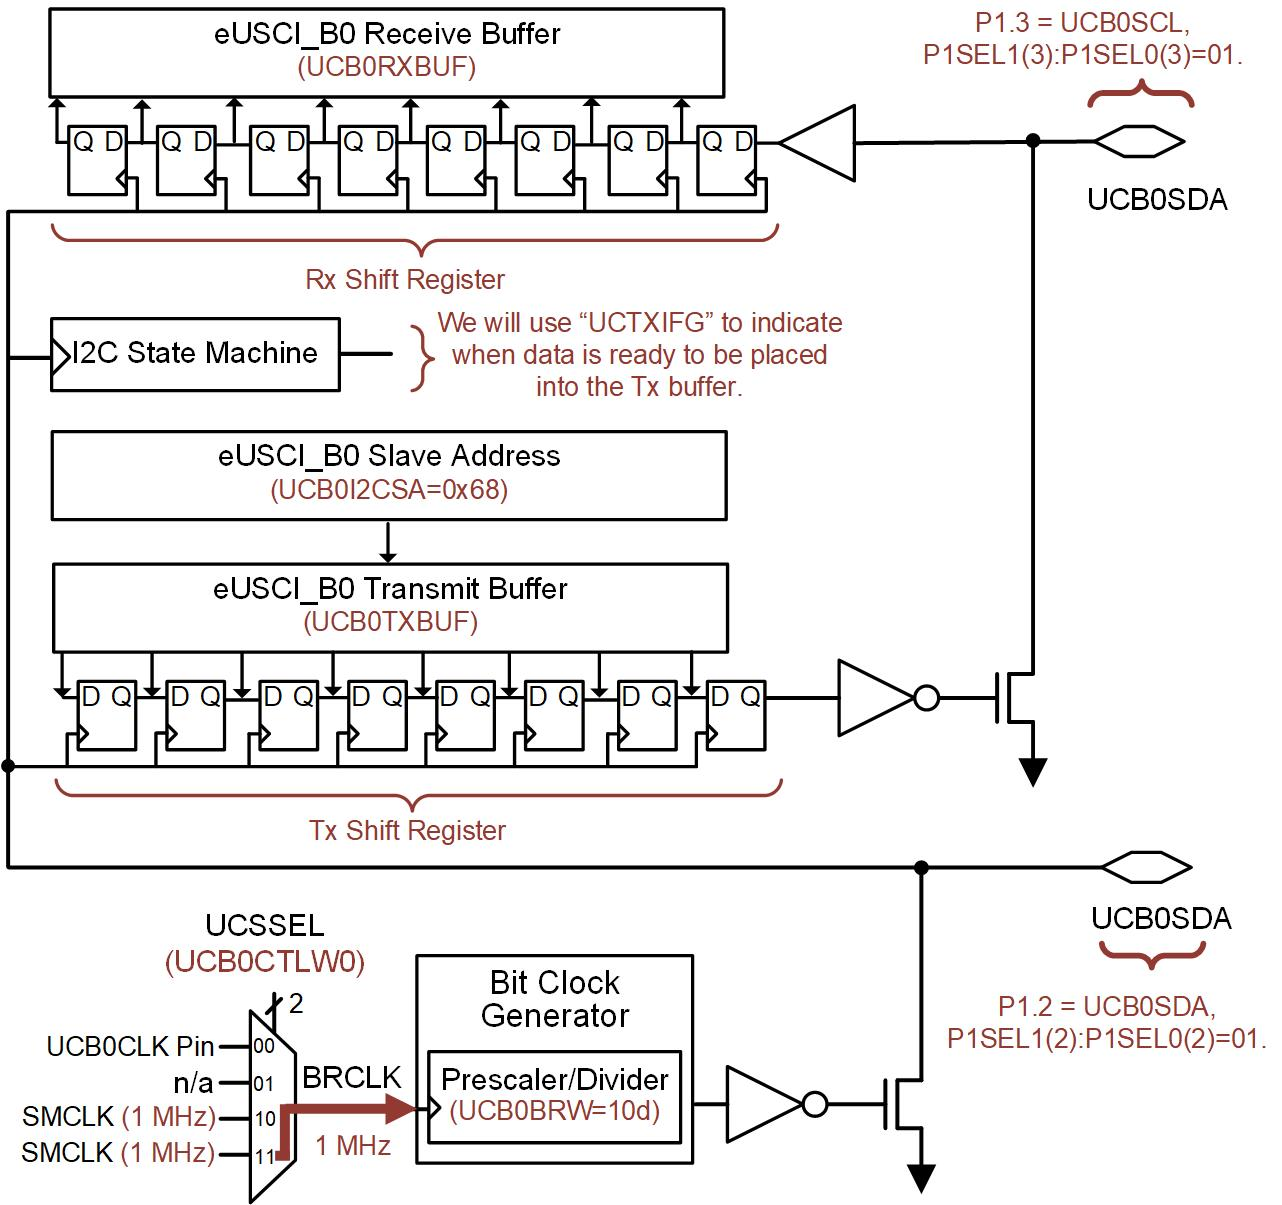 eUSCI_B0 Receive Buffer
(UCB0RXBUF)
P1.3 = UCB0SCL,
P1SEL1(3):P1SEL0(3)=01.
Q D Q D Q D Q D Q D Q D Q D Q D
UCB0SDA
Rx Shift Register
I2C State Machine
We will use “UCTXIFG” to indicate
when data is ready to be placed
into the Tx buffer.
eUSCI_B0 Slave Address
(UCB0I2CSA=0x68)
eUSCI_B0 Transmit Buffer
(UCB0TXBUF)
D Q D Q D Q D Q D Q D Q D Q D Q
Tx Shift Register
UCB0SDA
P1.2 = UCB0SDA,
P1SEL1(2):P1SEL0(2)=01.
UCSSEL
(UCB0CTLW0)
2
UCB0CLK Pin 00
n/a 01
SMCLK (1 MHz) 10
SMCLK (1 MHz) 11
BRCLK
1 MHz
Bit Clock
Generator
Prescaler/Divider
(UCB0BRW=10d)